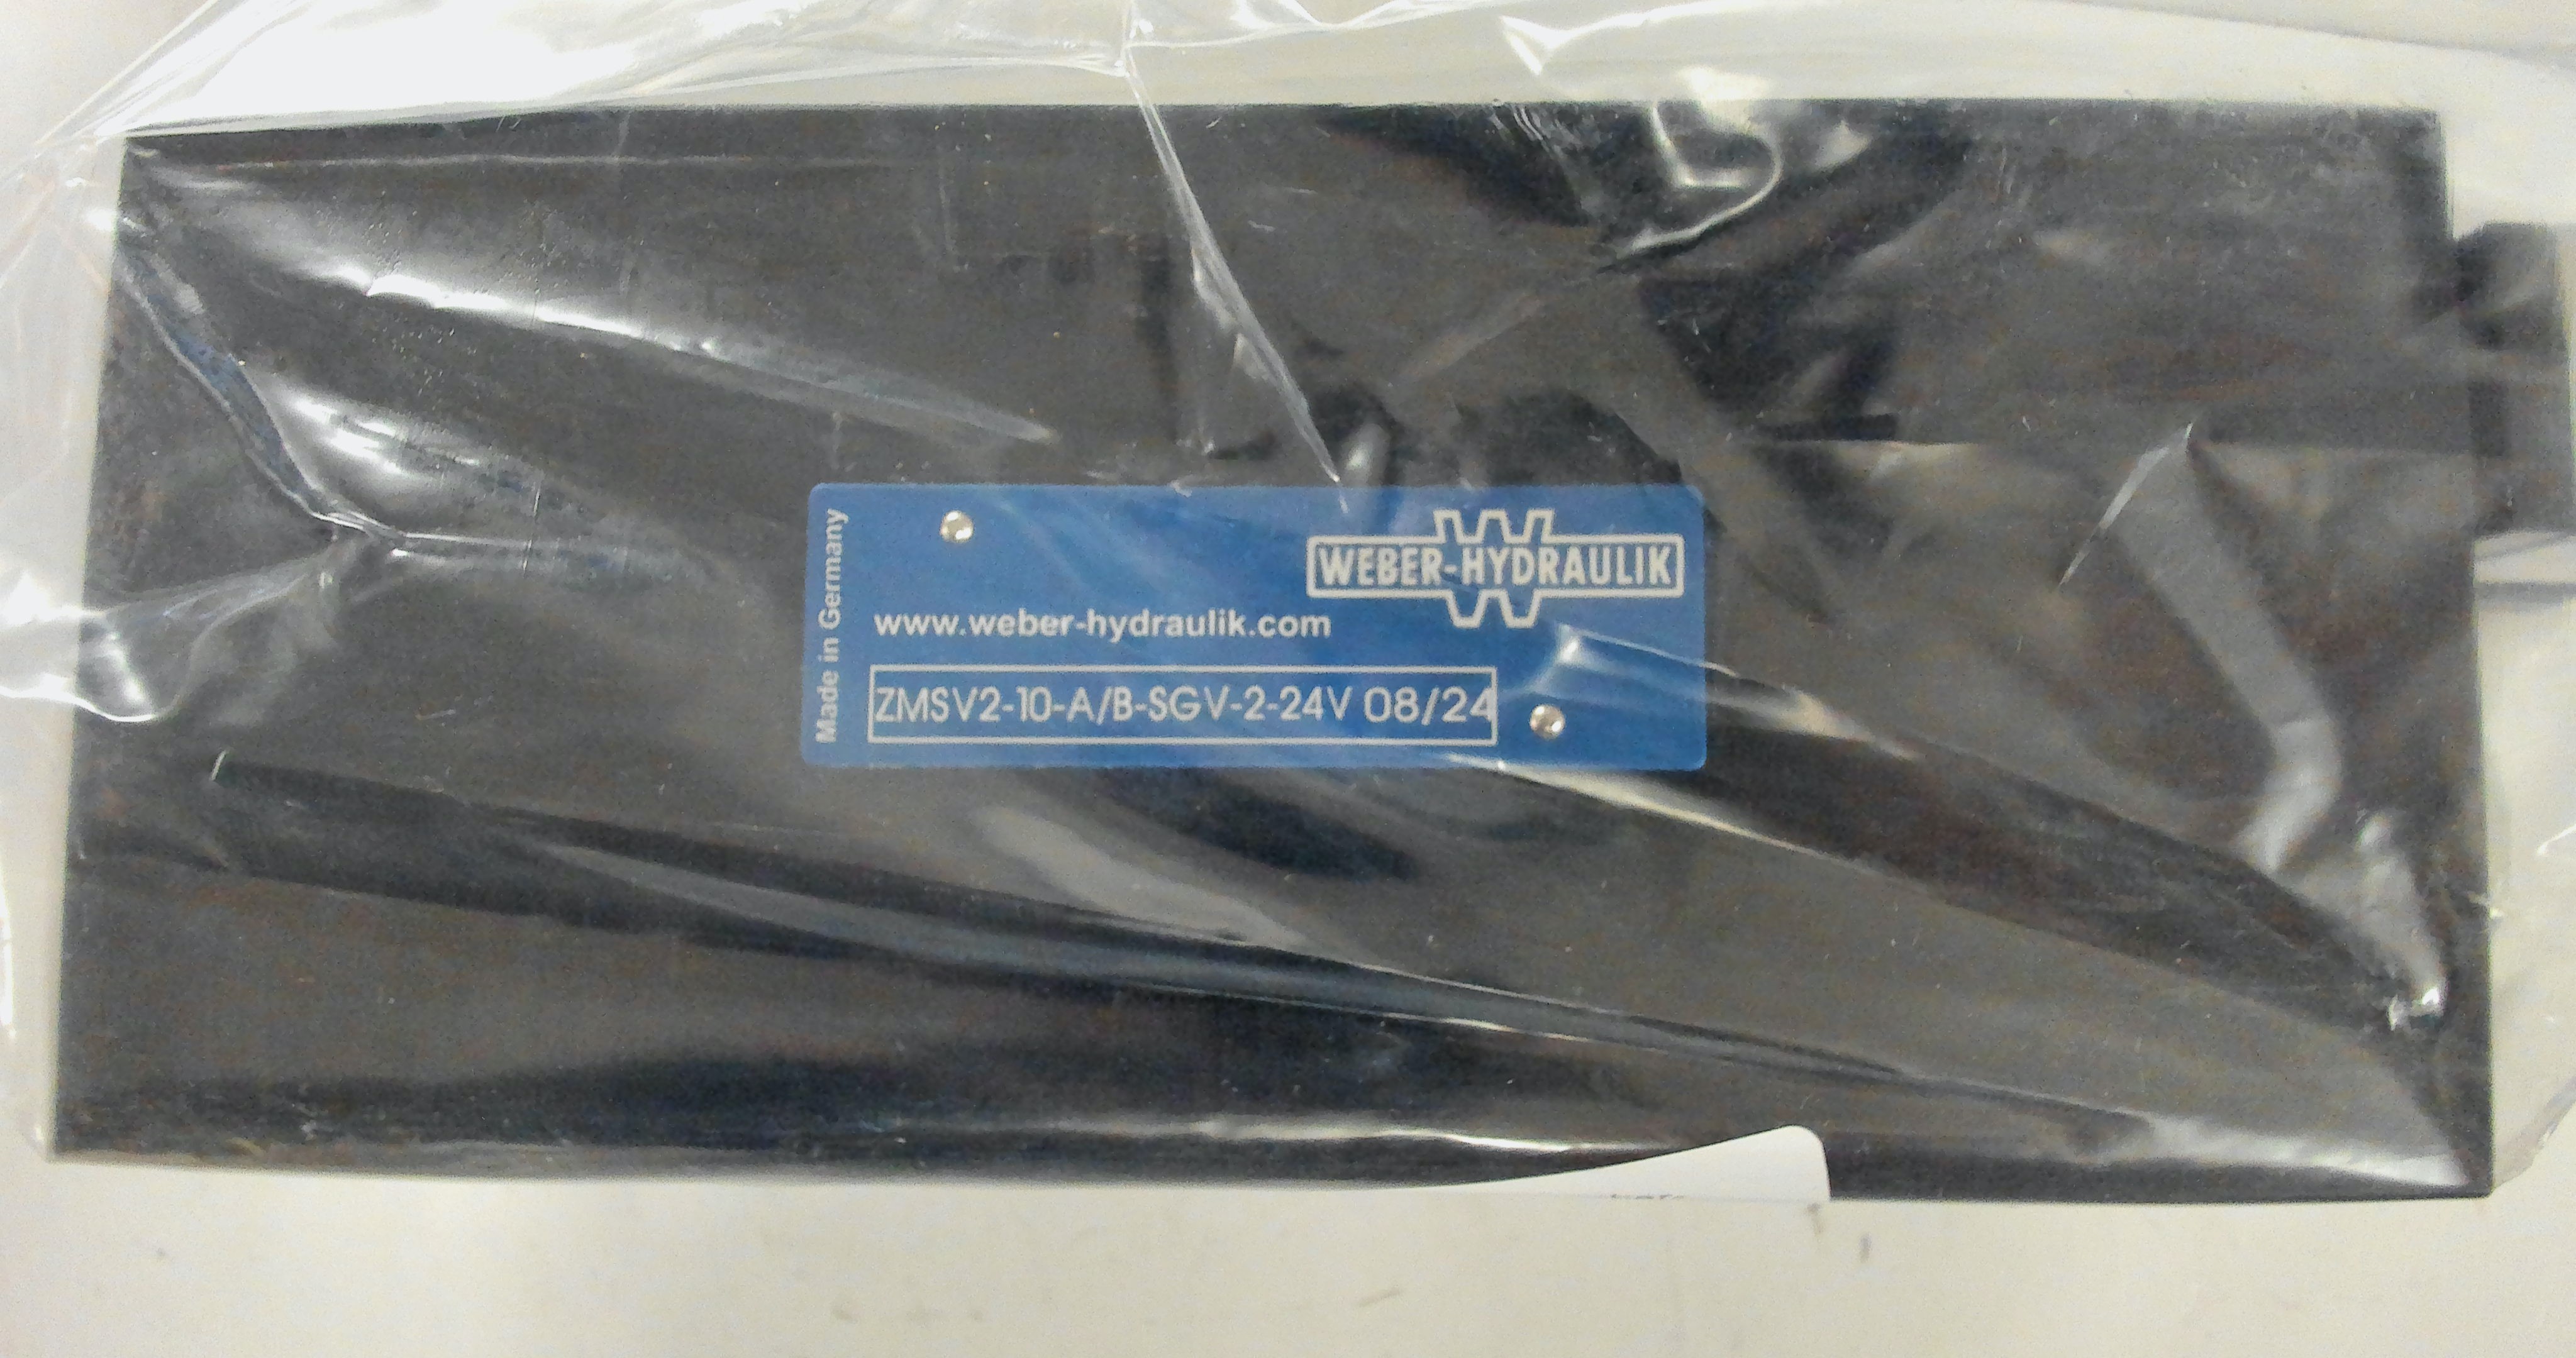 Made in Germany
WEBER-HYDRAULIK
www.weber-hydraulik.com
ZMSV2-10-A/B-SGV-2-24V 08/24